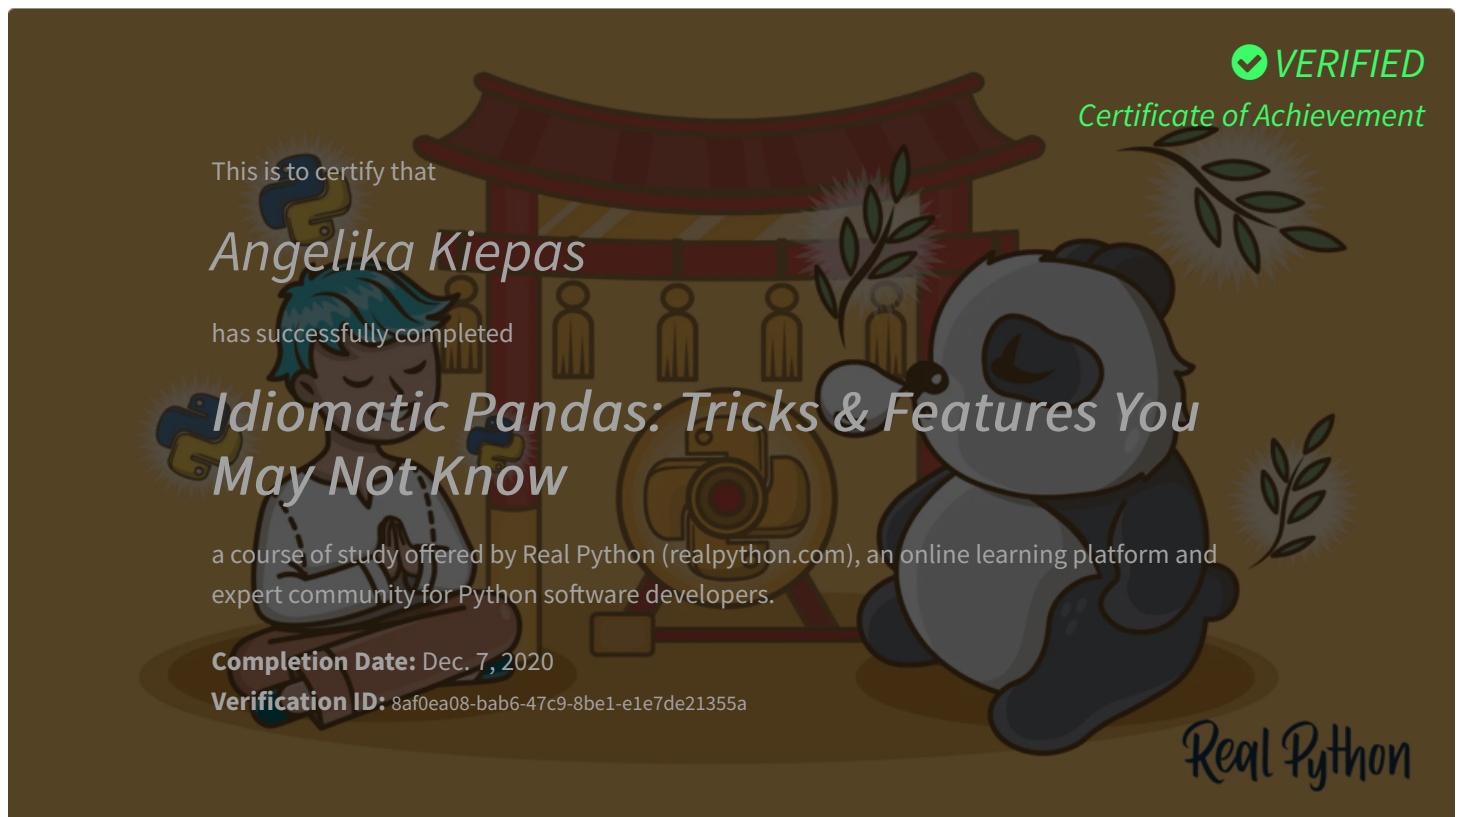 VERIFIED
Certificate of Achievement
This is to certify that
Angelika Kiepas
has successfully completed
Idiomatic Pandas: Tricks & Features You
May Not Know
a course of study offered by Real Python (realpython.com), an online learning platform and
expert community for Python software developers.
Completion Date: Dec. 7, 2020
Verification ID: 8af0ea08-bab6-47c9-8be1-e1e7de21355a
Real Python